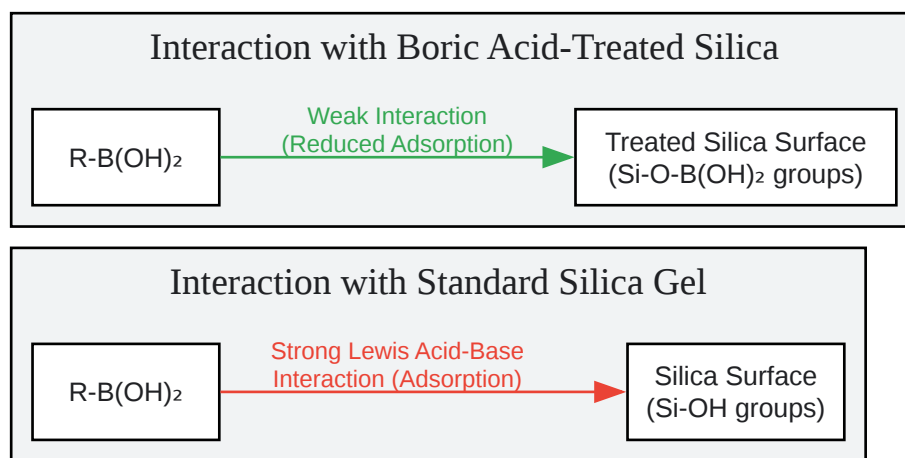 Interaction with Boric Acid-Treated Silica
R-B(OH)₂
Weak Interaction
(Reduced Adsorption)
Treated Silica Surface
(Si-O-B(OH)₂ groups)
Interaction with Standard Silica Gel
R-B(OH)₂
Strong Lewis Acid-Base
Interaction (Adsorption)
Silica Surface
(Si-OH groups)